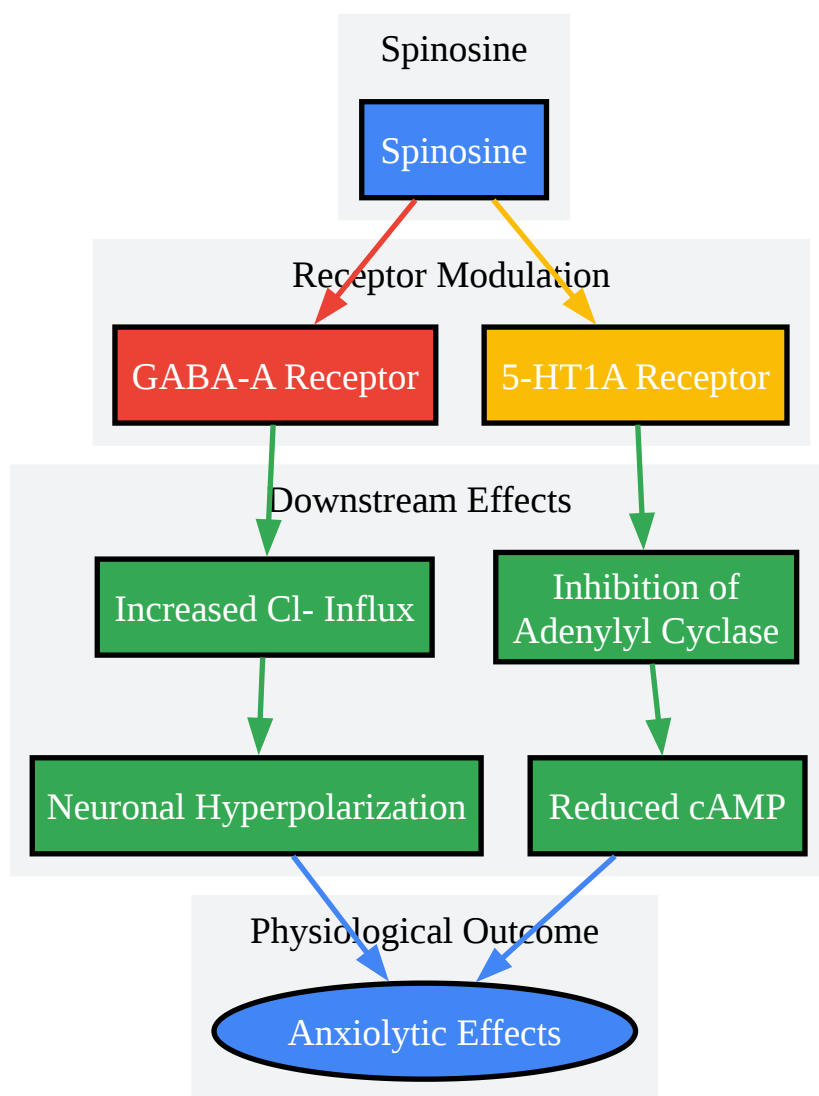 Spinosine
Spinosine
Receptor Modulation
GABA-A Receptor
5-HT1A Receptor
Downstream Effects
Increased Cl- Influx
Inhibition of
Adenylyl Cyclase
Neuronal Hyperpolarization
Reduced cAMP
Physiological Outcome
Anxiolytic Effects